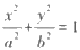 x²/a² + y²/b² = 1